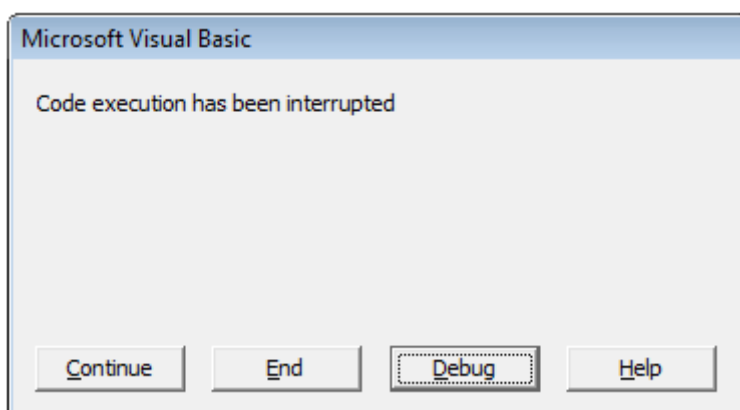 Microsoft Visual Basic
Code execution has been interrupted
Continue End Debug Help